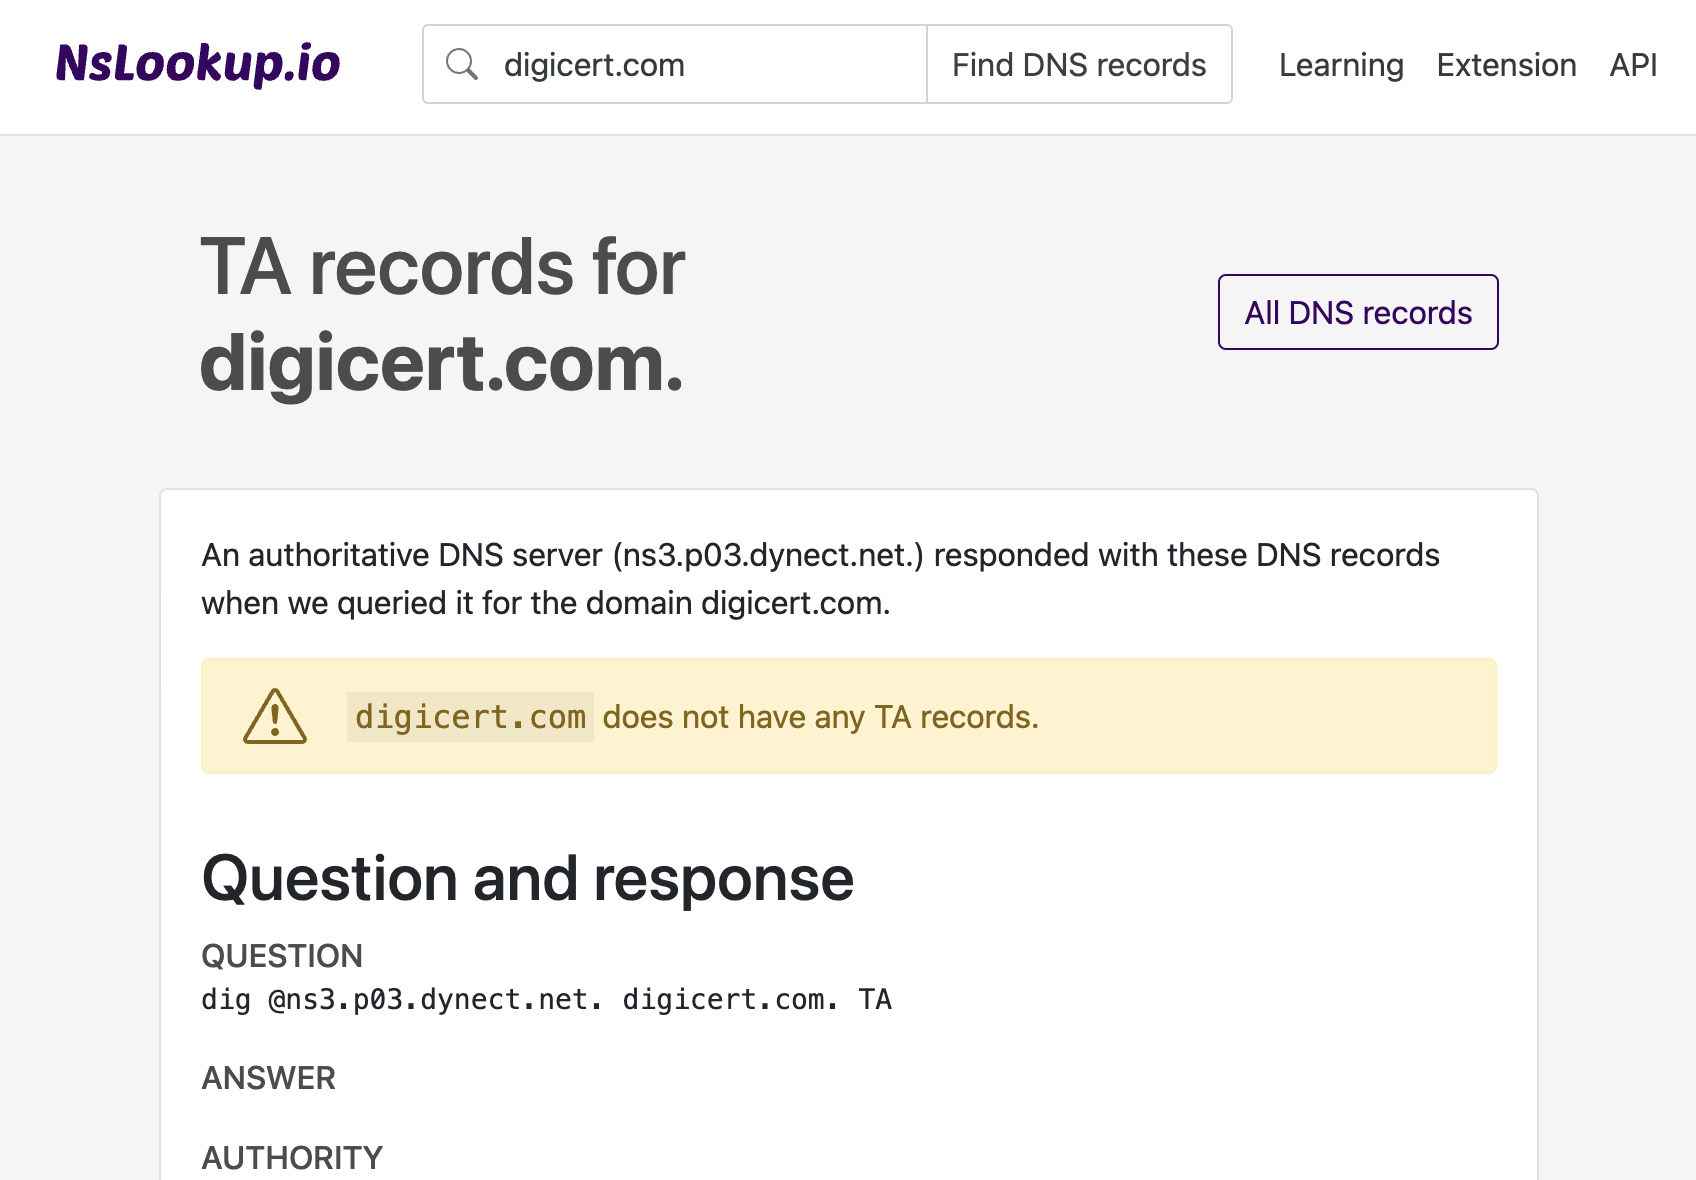 NsLookup.io
digicert.com
Find DNS records
Learning
Extension
API
TA records for
digicert.com.
All DNS records
An authoritative DNS server (ns3.p03.dynect.net.) responded with these DNS records
when we queried it for the domain digicert.com.
digicert.com does not have any TA records.
Question and response
QUESTION
dig @ns3.p03.dynect.net. digicert.com. TA
ANSWER
AUTHORITY